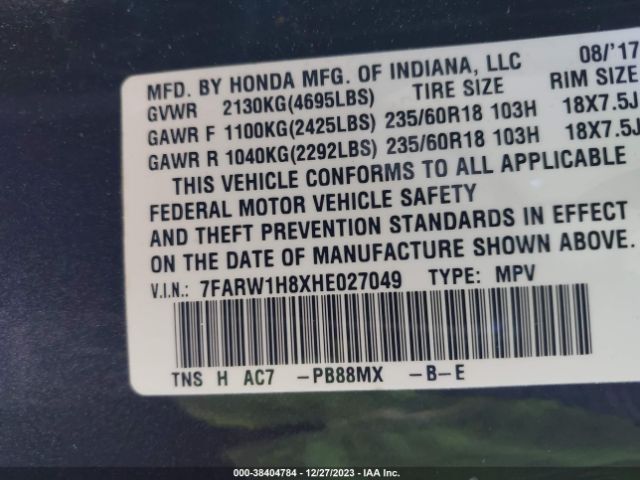 MFD. BY HONDA MFG. OF INDIANA, LLC 08/'17
GVWR 2130KG(4695LBS) TIRE SIZE RIM SIZE
GAWR F 1100KG(2425LBS) 235/60R18 103H 18X7.5J
GAWR R 1040KG(2292LBS) 235/60R18 103H 18X7.5J
THIS VEHICLE CONFORMS TO ALL APPLICABLE
FEDERAL MOTOR VEHICLE SAFETY
AND THEFT PREVENTION STANDARDS IN EFFECT
ON THE DATE OF MANUFACTURE SHOWN ABOVE.
V.I.N.: 7FARW1H8XHE027049 TYPE: MPV
TNS H AC7 -PB88MX -B-E
000-38404784 - 12/27/2023 - IAA Inc.